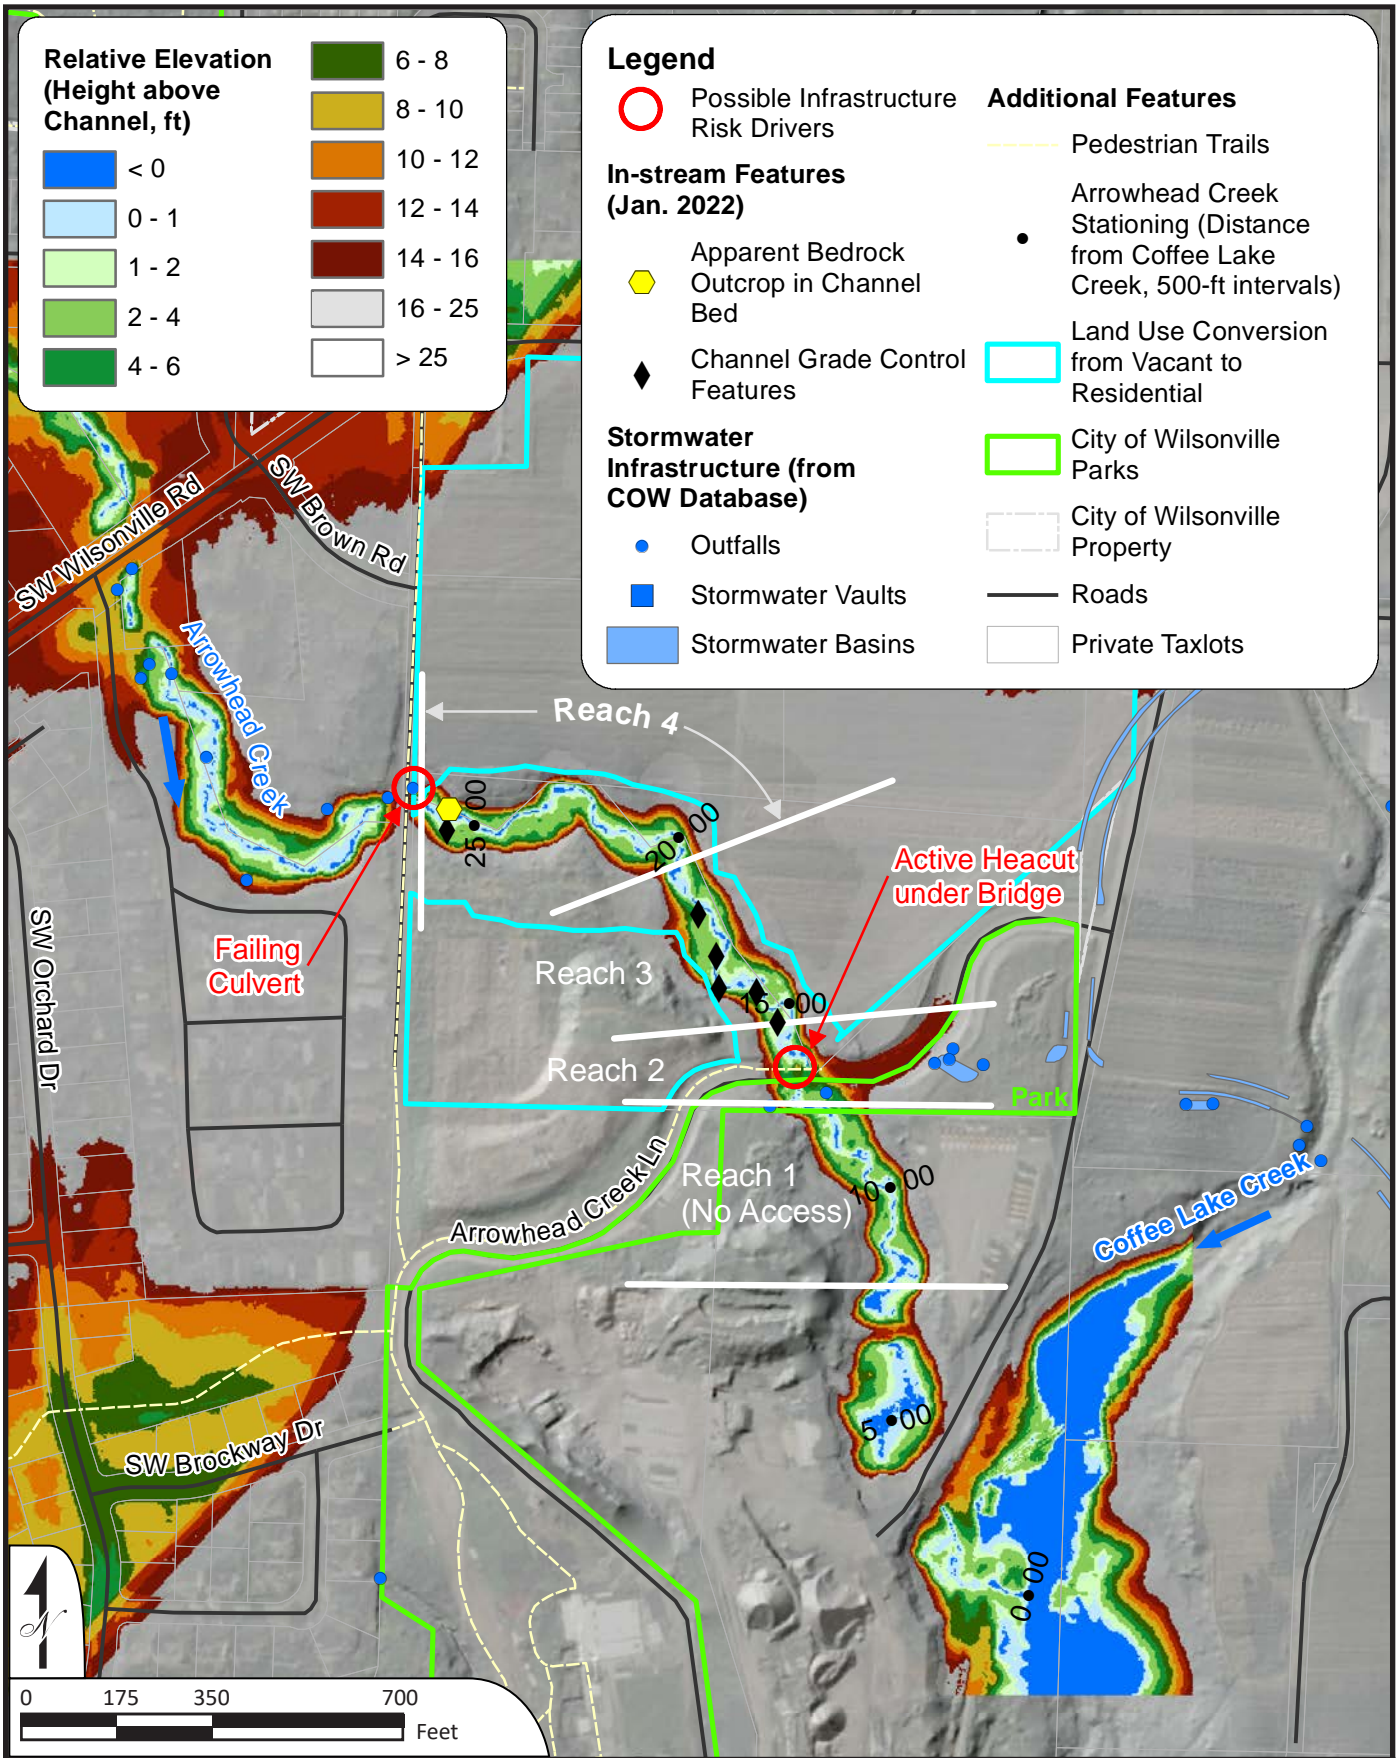 Relative Elevation
(Height above
Channel, ft)
< 0
0 - 1
1 - 2
2 - 4
4 - 6
6 - 8
8 - 10
10 - 12
12 - 14
14 - 16
16 - 25
> 25
Legend
Possible Infrastructure
Risk Drivers
In-stream Features
(Jan. 2022)
Apparent Bedrock
Outcrop in Channel
Bed
Channel Grade Control
Features
Stormwater
Infrastructure (from
COW Database)
Outfalls
Stormwater Vaults
Stormwater Basins
Additional Features
Pedestrian Trails
Arrowhead Creek
Stationing (Distance
from Coffee Lake
Creek, 500-ft intervals)
Land Use Conversion
from Vacant to
Residential
City of Wilsonville
Parks
City of Wilsonville
Property
Roads
Private Taxlots
SW Wilsonville Rd
SW Brown Rd
Arrowhead Creek
Reach 4
25 00
20 00
Active Heacut
under Bridge
SW Orchard Dr
Failing
Culvert
Reach 3
15 00
Reach 2
Park
Reach 1
(No Access)
10 00
Arrowhead Creek Ln
Coffee Lake Creek
5 00
SW Brockway Dr
0 00
N
0 175 350 700
Feet